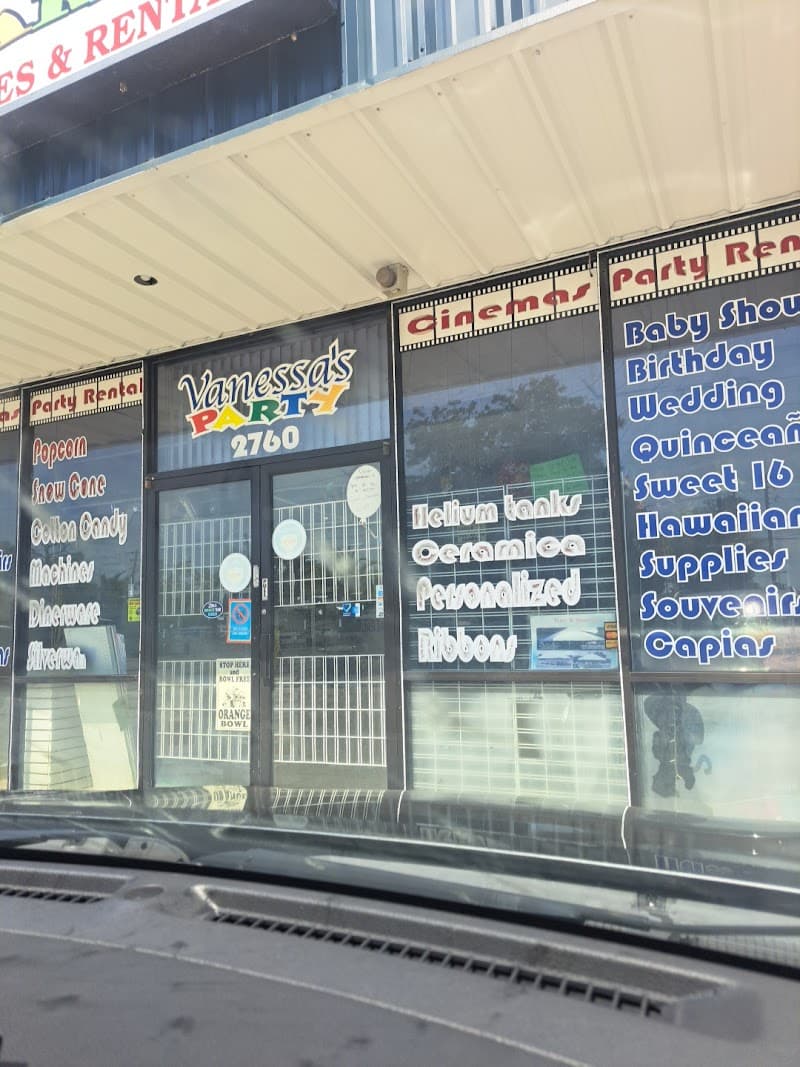 ES & RENTA
Party Rental
Popcorn
Snow Cone
Cotton Candy
Machines
Dinerware
Silverwa
Vanessa's
PARTY
2760
STOP HERE
and
BOWL FREE
ORANGE
BOWL
Cinemas
Helium tanks
Ceramica
Personalized
Ribbons
Party Ren
Baby Show
Birthday
Wedding
Quinceañ
Sweet 16
Hawaiian
Supplies
Souvenirs
Capias